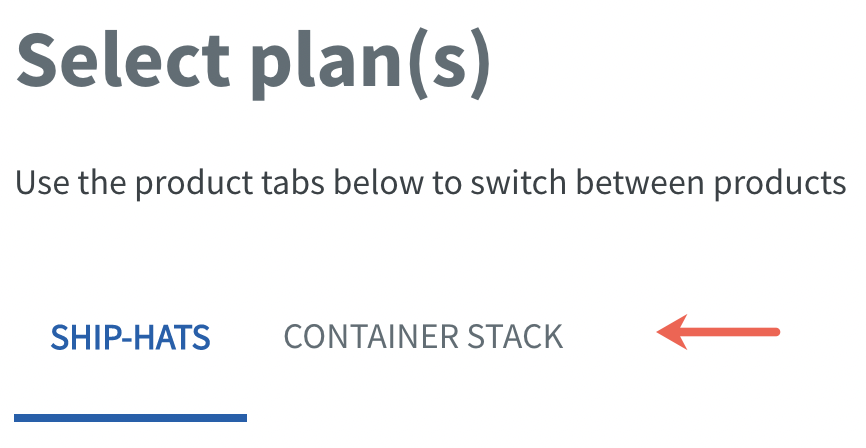 Select plan(s)
Use the product tabs below to switch between products
SHIP-HATS CONTAINER STACK